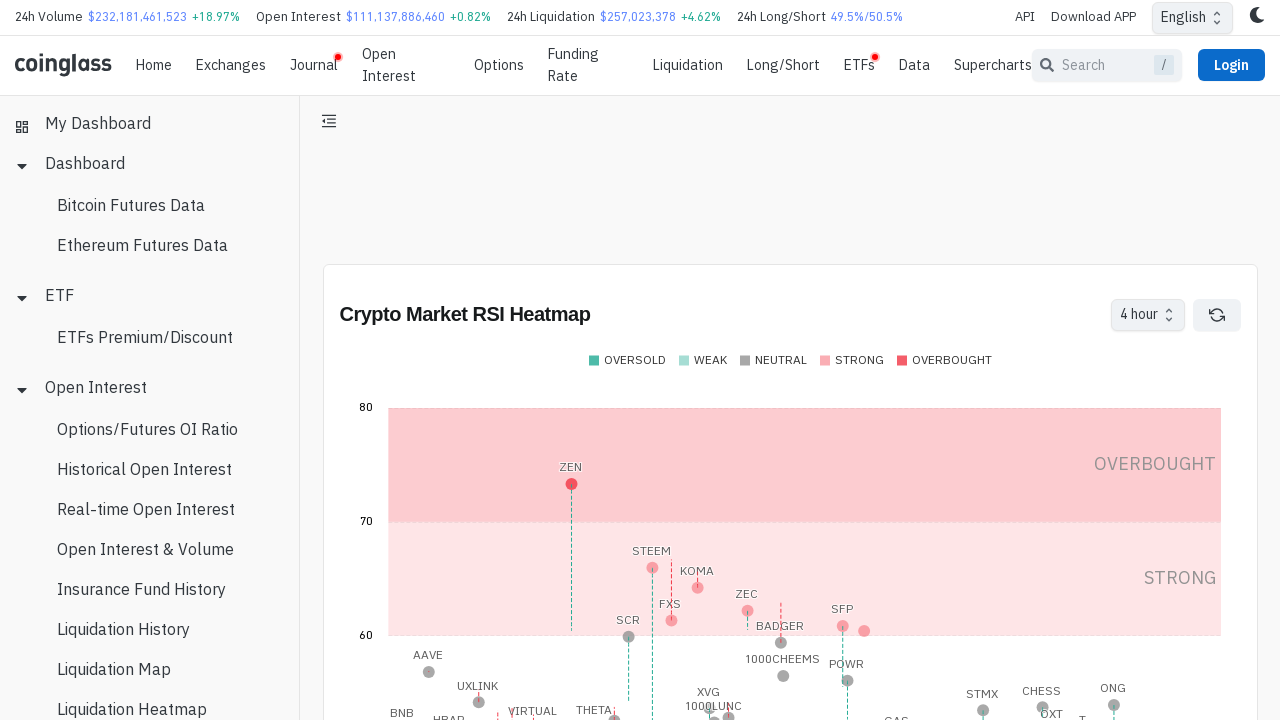 24h Volume $232,181,461,523 +18.97% Open Interest $111,137,886,460 +0.82% 24h Liquidation $257,023,378 +4.62% 24h Long/Short 49.5%/50.5% API Download APP English
coinglass Home Exchanges Journal Open Interest Options Funding Rate Liquidation Long/Short ETFs Data Supercharts Search / Login
My Dashboard
Dashboard
Bitcoin Futures Data
Ethereum Futures Data
ETF
ETFs Premium/Discount
Open Interest
Options/Futures OI Ratio
Historical Open Interest
Real-time Open Interest
Open Interest & Volume
Insurance Fund History
Liquidation History
Liquidation Map
Liquidation Heatmap
Crypto Market RSI Heatmap 4 hour
OVERSOLD WEAK NEUTRAL STRONG OVERBOUGHT
80
OVERBOUGHT
ZEN
70
STEEM
KOMA
STRONG
ZEC
FXS
SFP
SCR
BADGER
60
AAVE
1000CHEEMS
POWR
UXLINK
XVG
STMX
CHESS
ONG
1000LUNC
BNB
VIRTUAL
THETA
OXT
HBAR
GAS
T